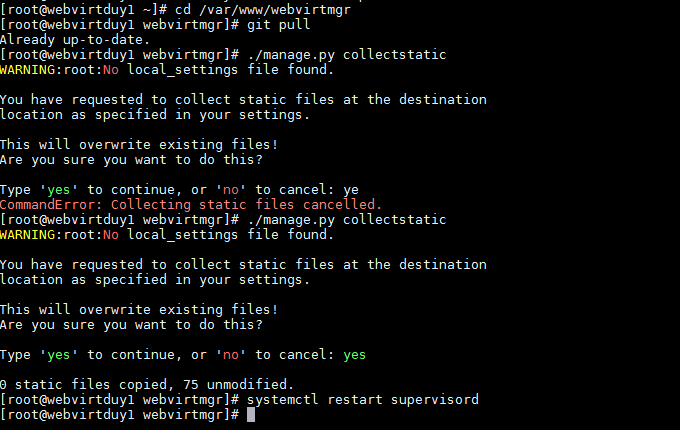 [root@webvirtduy1 ~]# cd /var/www/webvirtmgr
[root@webvirtduy1 webvirtmgr]# git pull
Already up-to-date.
[root@webvirtduy1 webvirtmgr]# ./manage.py collectstatic
WARNING:root:No local_settings file found.
You have requested to collect static files at the destination
location as specified in your settings.
This will overwrite existing files!
Are you sure you want to do this?
Type 'yes' to continue, or 'no' to cancel: ye
CommandError: Collecting static files cancelled.
[root@webvirtduy1 webvirtmgr]# ./manage.py collectstatic
WARNING:root:No local_settings file found.
You have requested to collect static files at the destination
location as specified in your settings.
This will overwrite existing files!
Are you sure you want to do this?
Type 'yes' to continue, or 'no' to cancel: yes
0 static files copied, 75 unmodified.
[root@webvirtduy1 webvirtmgr]# systemctl restart supervisord
[root@webvirtduy1 webvirtmgr]#